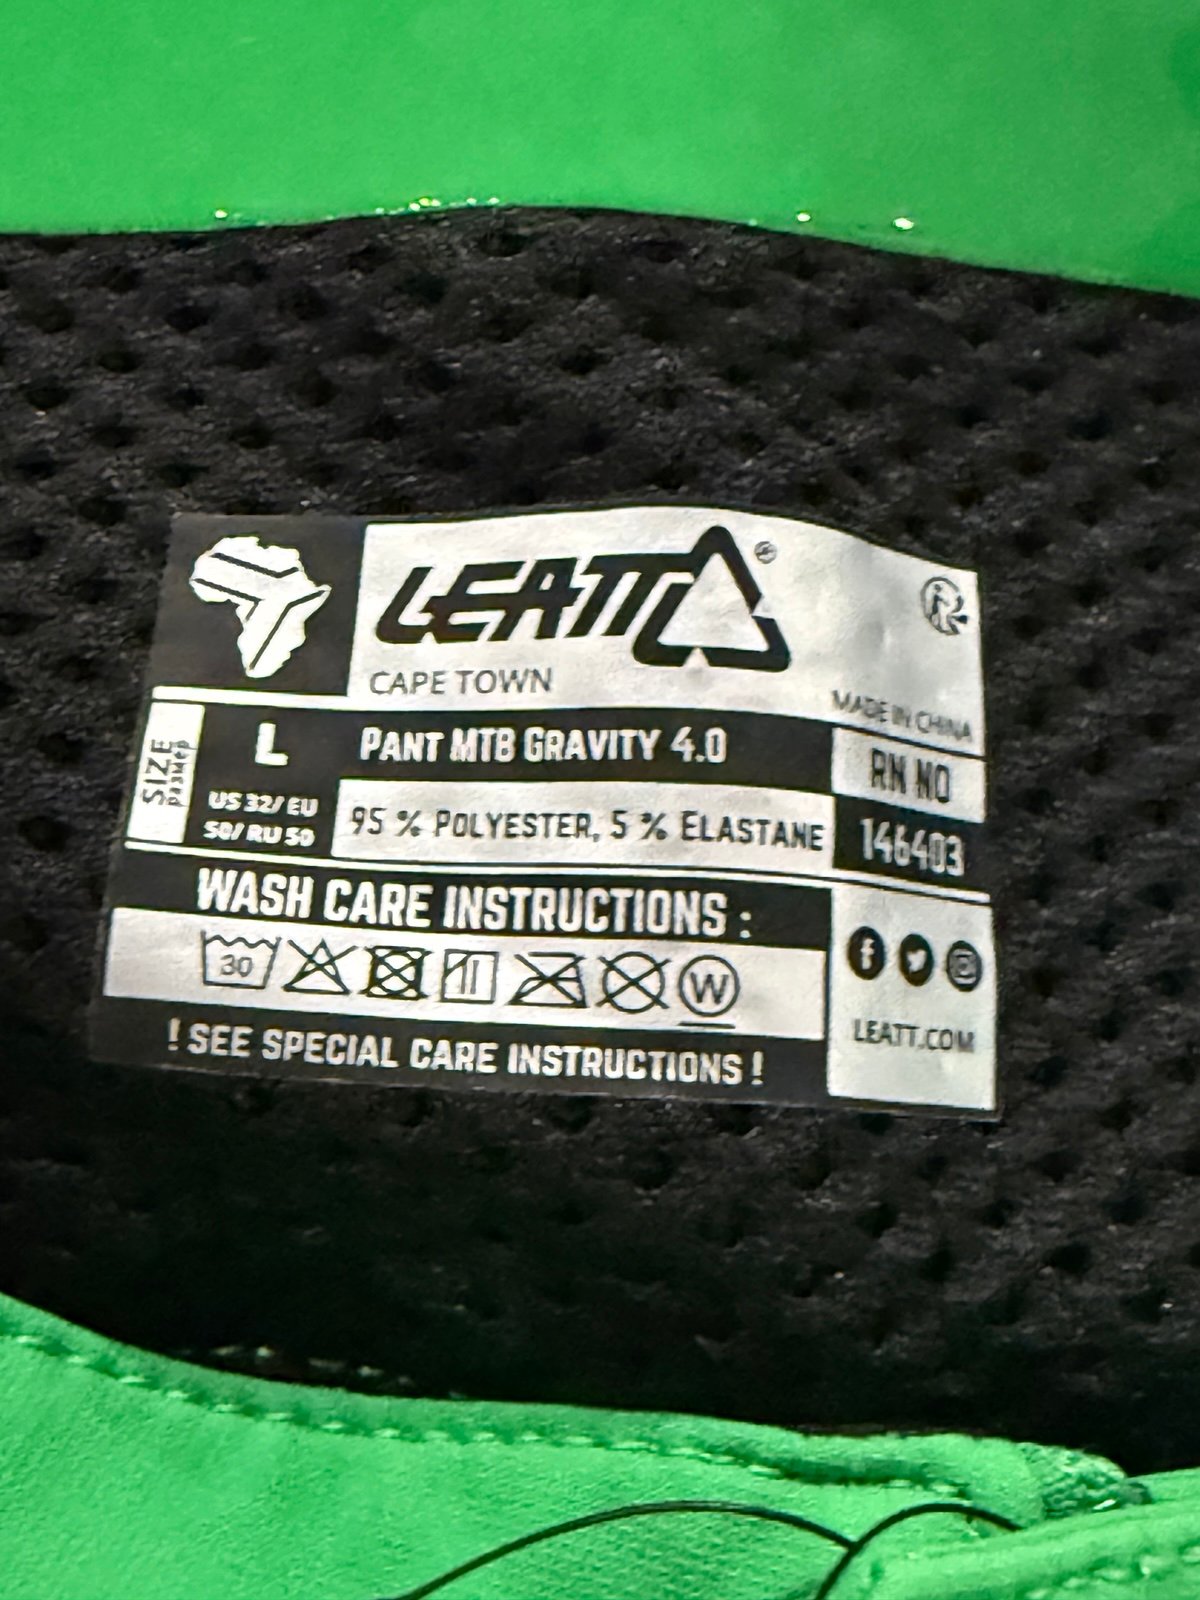 LEATT
CAPE TOWN
MADE IN CHINA
SIZE
размер
L
US 32/ EU
50/ RU 50
PANT MTB GRAVITY 4.0
95 % POLYESTER, 5 % ELASTANE
RN NO
146403
WASH CARE INSTRUCTIONS :
30
W
! SEE SPECIAL CARE INSTRUCTIONS !
LEATT.COM